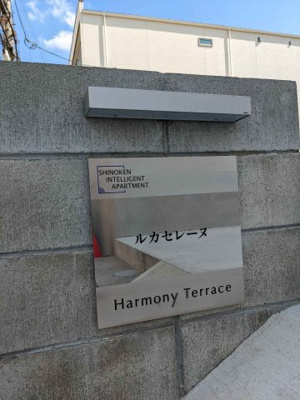 SHINOKEN
INTELLIGENT
APARTMENT
ルカセレーヌ
Harmony Terrace